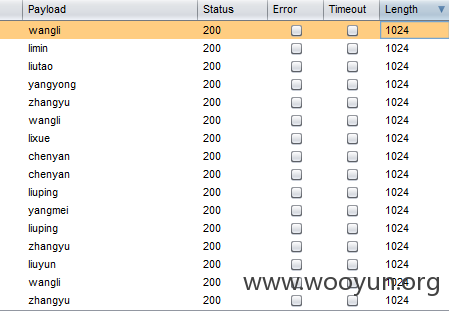 Payload Status Error Timeout Length
wangli 200 1024
limin 200 1024
liutao 200 1024
yangyong 200 1024
zhangyu 200 1024
wangli 200 1024
lixue 200 1024
chenyan 200 1024
chenyan 200 1024
liuping 200 1024
yangmei 200 1024
liuping 200 1024
zhangyu 200 1024
liuyun 200 1024
wangli 200 1024
zhangyu 200 1024
www.wooyun.org